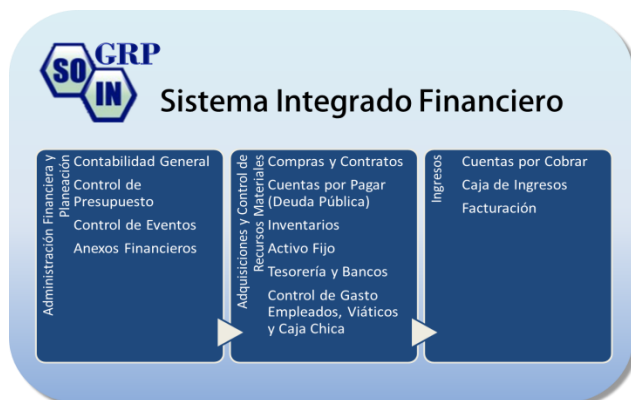 SO
IN
GRP
Sistema Integrado Financiero
Administración Financiera y
Planeación
Contabilidad General
Control de
Presupuesto
Control de Eventos
Anexos Financieros
Adquisiciones y Control de
Recursos Materiales
Compras y Contratos
Cuentas por Pagar
(Deuda Pública)
Inventarios
Activo Fijo
Tesorería y Bancos
Control de Gasto
Empleados, Viáticos
y Caja Chica
Ingresos
Cuentas por Cobrar
Caja de Ingresos
Facturación